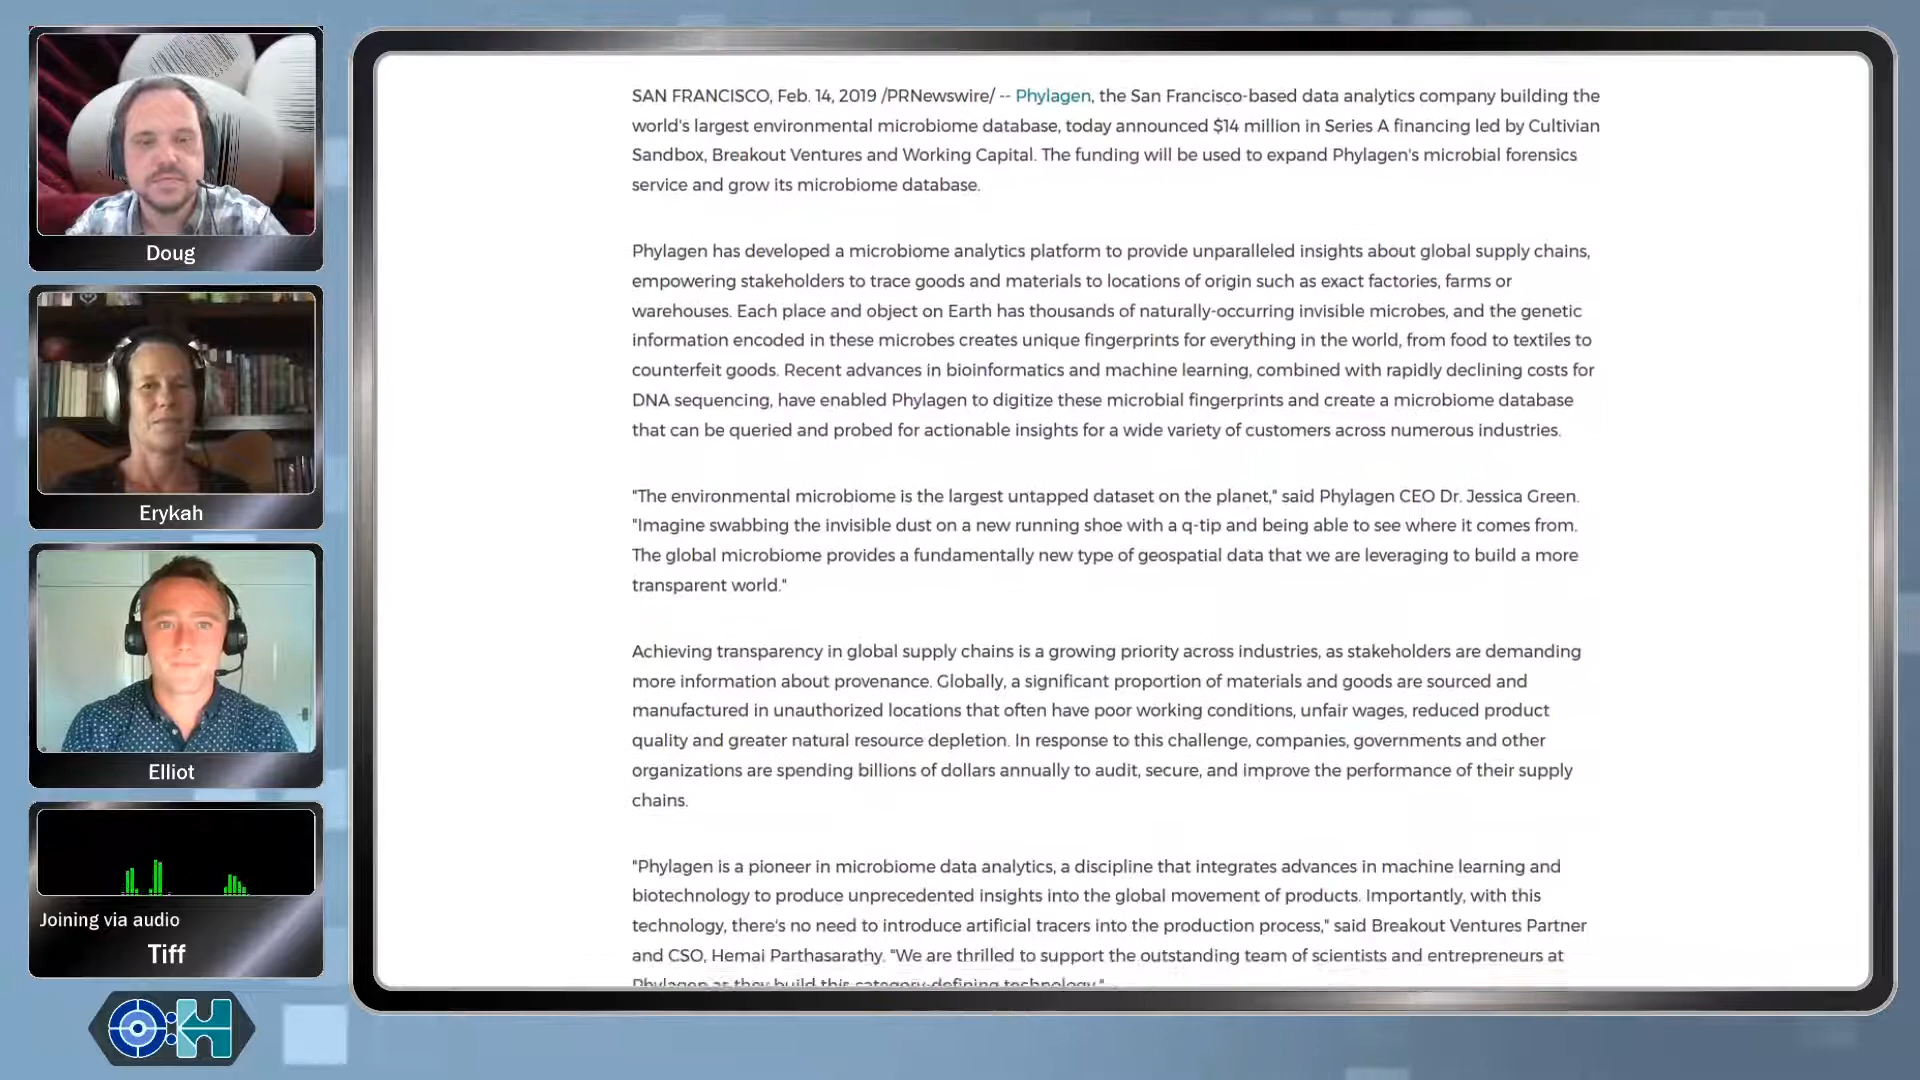 Doug
Erykah
Elliot
Joining via audio
Tiff
SAN FRANCISCO, Feb. 14, 2019 /PRNewswire/ -- Phylagen, the San Francisco-based data analytics company building the
world's largest environmental microbiome database, today announced $14 million in Series A financing led by Cultivian
Sandbox, Breakout Ventures and Working Capital. The funding will be used to expand Phylagen's microbial forensics
service and grow its microbiome database.
Phylagen has developed a microbiome analytics platform to provide unparalleled insights about global supply chains,
empowering stakeholders to trace goods and materials to locations of origin such as exact factories, farms or
warehouses. Each place and object on Earth has thousands of naturally-occurring invisible microbes, and the genetic
information encoded in these microbes creates unique fingerprints for everything in the world, from food to textiles to
counterfeit goods. Recent advances in bioinformatics and machine learning, combined with rapidly declining costs for
DNA sequencing, have enabled Phylagen to digitize these microbial fingerprints and create a microbiome database
that can be queried and probed for actionable insights for a wide variety of customers across numerous industries.
"The environmental microbiome is the largest untapped dataset on the planet," said Phylagen CEO Dr. Jessica Green.
"Imagine swabbing the invisible dust on a new running shoe with a q-tip and being able to see where it comes from.
The global microbiome provides a fundamentally new type of geospatial data that we are leveraging to build a more
transparent world."
Achieving transparency in global supply chains is a growing priority across industries, as stakeholders are demanding
more information about provenance. Globally, a significant proportion of materials and goods are sourced and
manufactured in unauthorized locations that often have poor working conditions, unfair wages, reduced product
quality and greater natural resource depletion. In response to this challenge, companies, governments and other
organizations are spending billions of dollars annually to audit, secure, and improve the performance of their supply
chains.
"Phylagen is a pioneer in microbiome data analytics, a discipline that integrates advances in machine learning and
biotechnology to produce unprecedented insights into the global movement of products. Importantly, with this
technology, there's no need to introduce artificial tracers into the production process," said Breakout Ventures Partner
and CSO, Hemai Parthasarathy. "We are thrilled to support the outstanding team of scientists and entrepreneurs at
Phylagen as they build this category-defining technology."